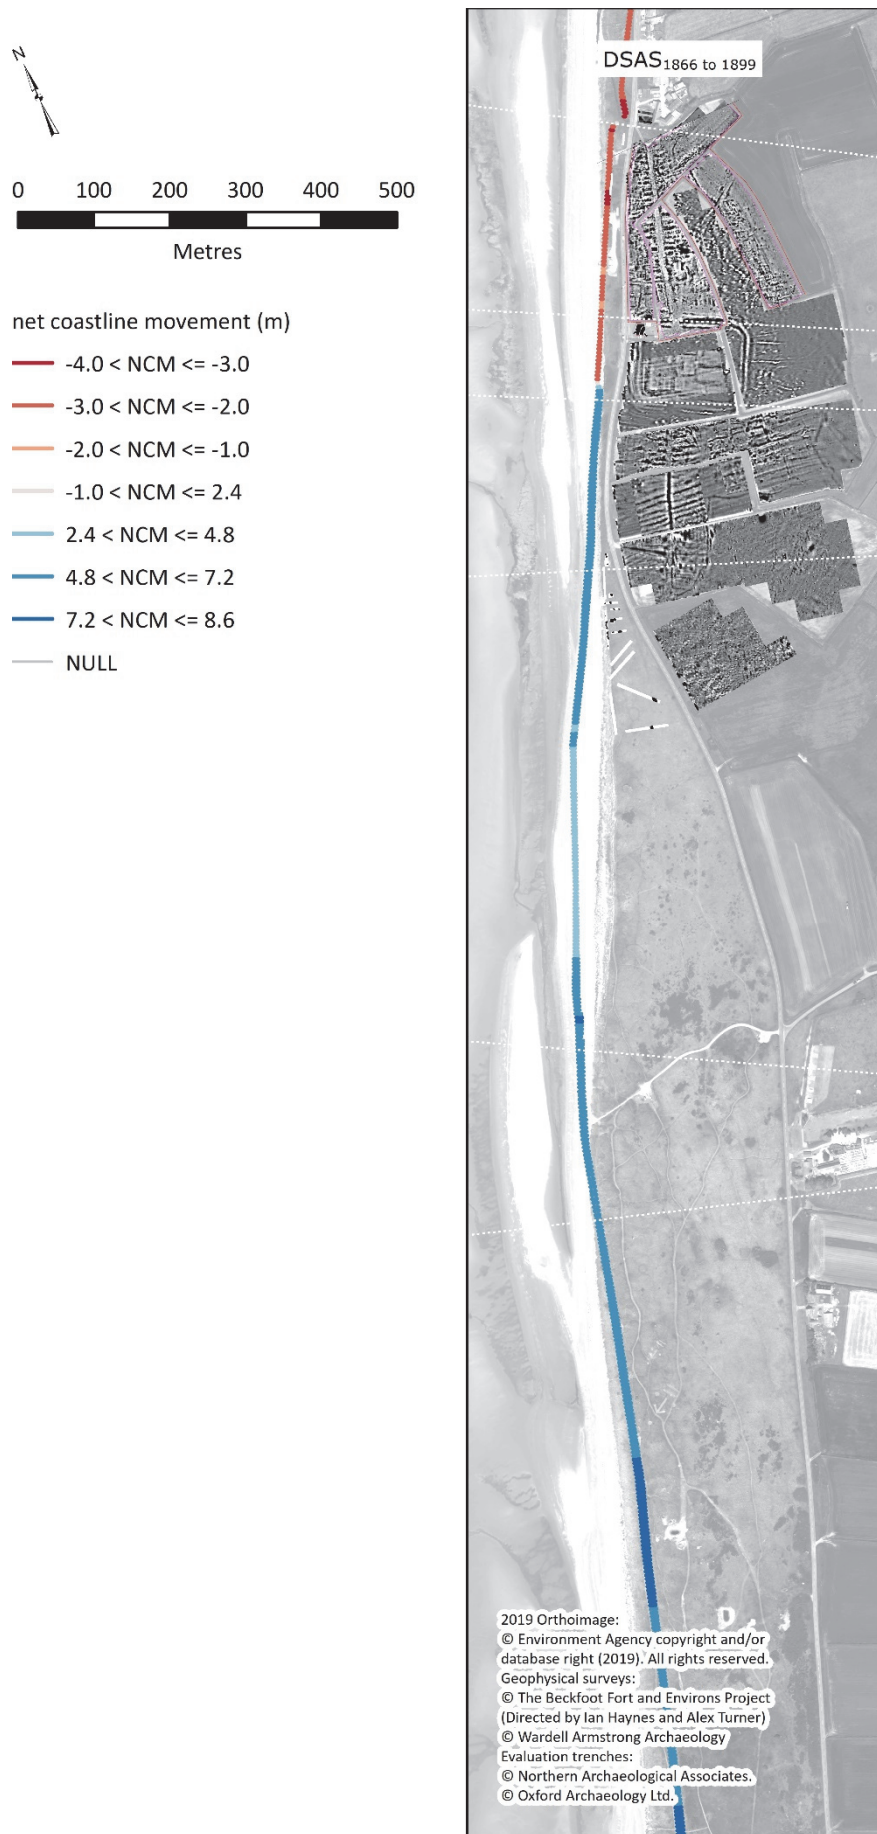 DSAS1866 to 1899
N
0 100 200 300 400 500
Metres
net coastline movement (m)
-4.0 < NCM <= -3.0
-3.0 < NCM <= -2.0
-2.0 < NCM <= -1.0
-1.0 < NCM <= 2.4
2.4 < NCM <= 4.8
4.8 < NCM <= 7.2
7.2 < NCM <= 8.6
NULL
2019 Orthoimage:
© Environment Agency copyright and/or
database right (2019). All rights reserved.
Geophysical surveys:
© The Beckfoot Fort and Environs Project
(Directed by Ian Haynes and Alex Turner)
© Wardell Armstrong Archaeology
Evaluation trenches:
© Northern Archaeological Associates.
© Oxford Archaeology Ltd.